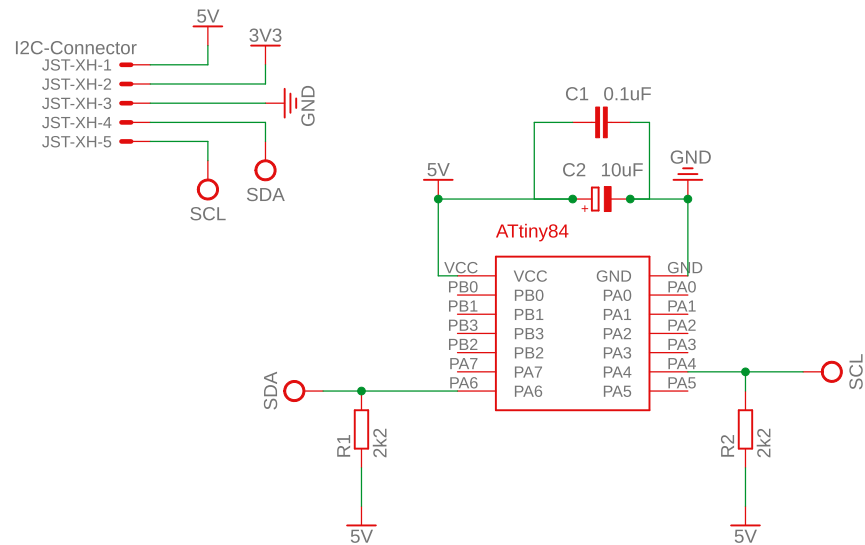 5V
3V3
I2C-Connector
JST-XH-1
JST-XH-2
JST-XH-3
JST-XH-4
JST-XH-5
GND
SDA
SCL
C1 0.1uF
C2 10uF
+
5V
GND
ATtiny84
VCC VCC GND GND
PB0 PB0 PA0 PA0
PB1 PB1 PA1 PA1
PB3 PB3 PA2 PA2
PB2 PB2 PA3 PA3
PA7 PA7 PA4 PA4
PA6 PA6 PA5 PA5
SDA
SCL
R1 2k2
R2 2k2
5V
5V